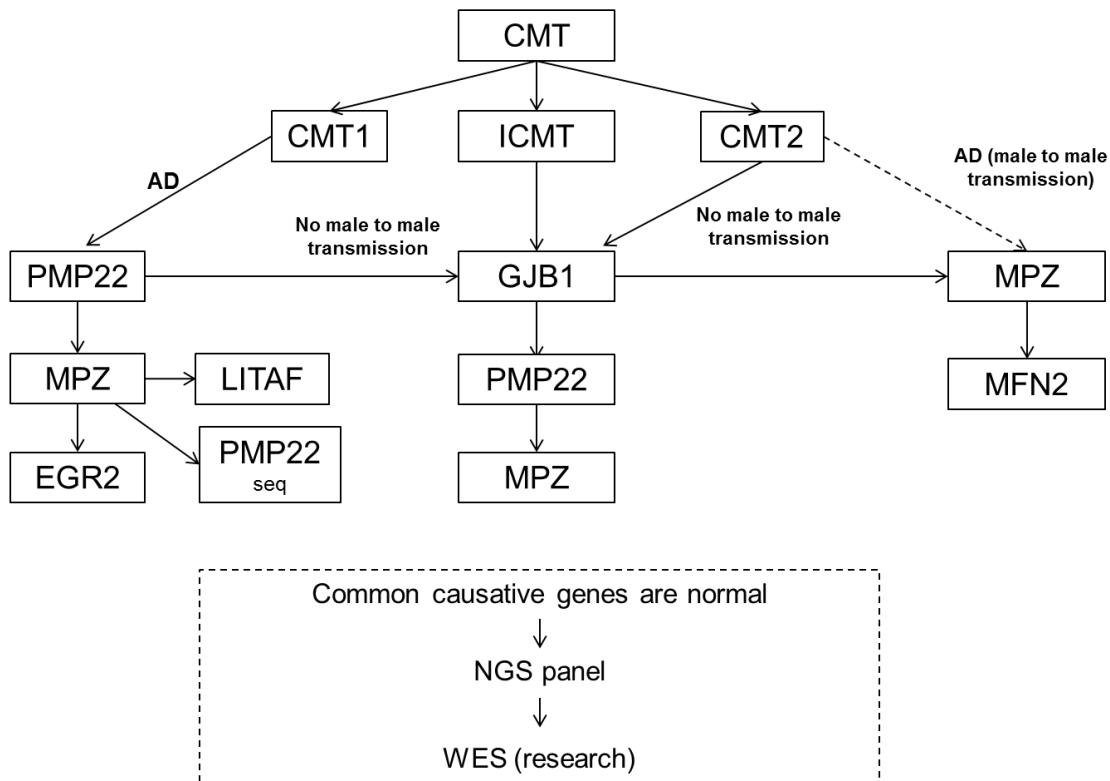 CMT
CMT1
ICMT
CMT2
AD
AD (male to male
transmission)
No male to male
transmission
No male to male
transmission
PMP22
GJB1
MPZ
MPZ
LITAF
PMP22
MFN2
EGR2
PMP22
seq
MPZ
Common causative genes are normal
NGS panel
WES (research)